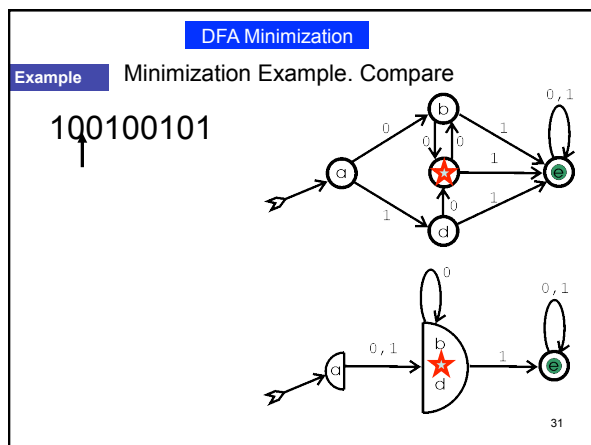 DFA Minimization
Example
Minimization Example. Compare
100100101
b
0,1
0
1
0
0
a
1
e
1
0
1
d
0
0,1
b
a
0,1
1
e
d
31